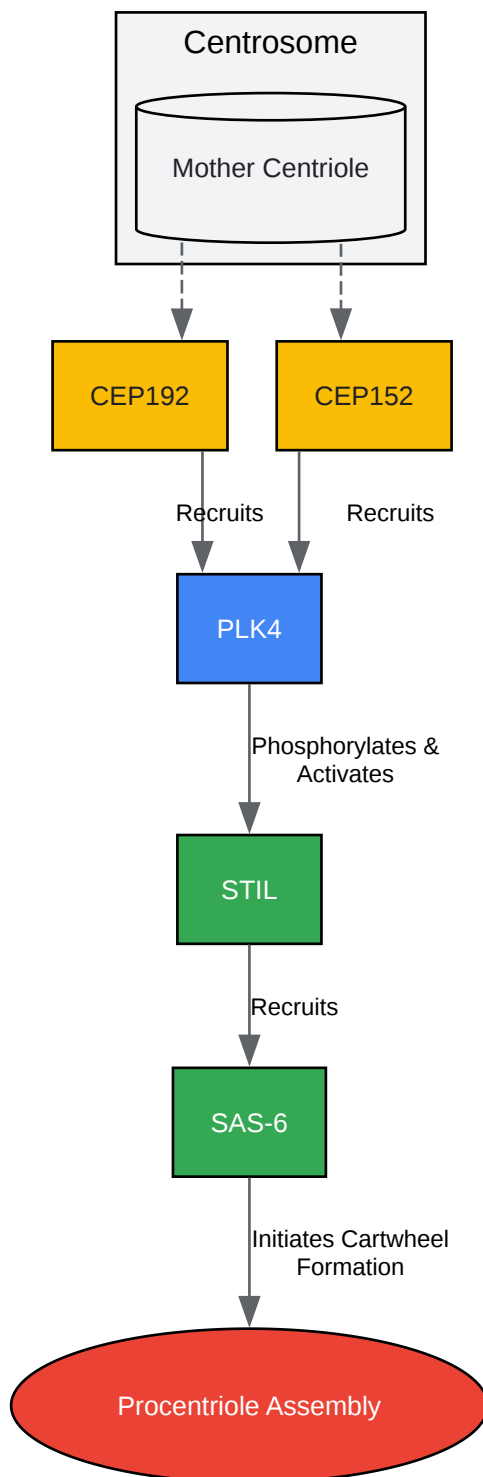 Centrosome
Mother Centriole
CEP192
CEP152
Recruits
Recruits
PLK4
Phosphorylates &
Activates
STIL
Recruits
SAS-6
Initiates Cartwheel
Formation
Procentriole Assembly